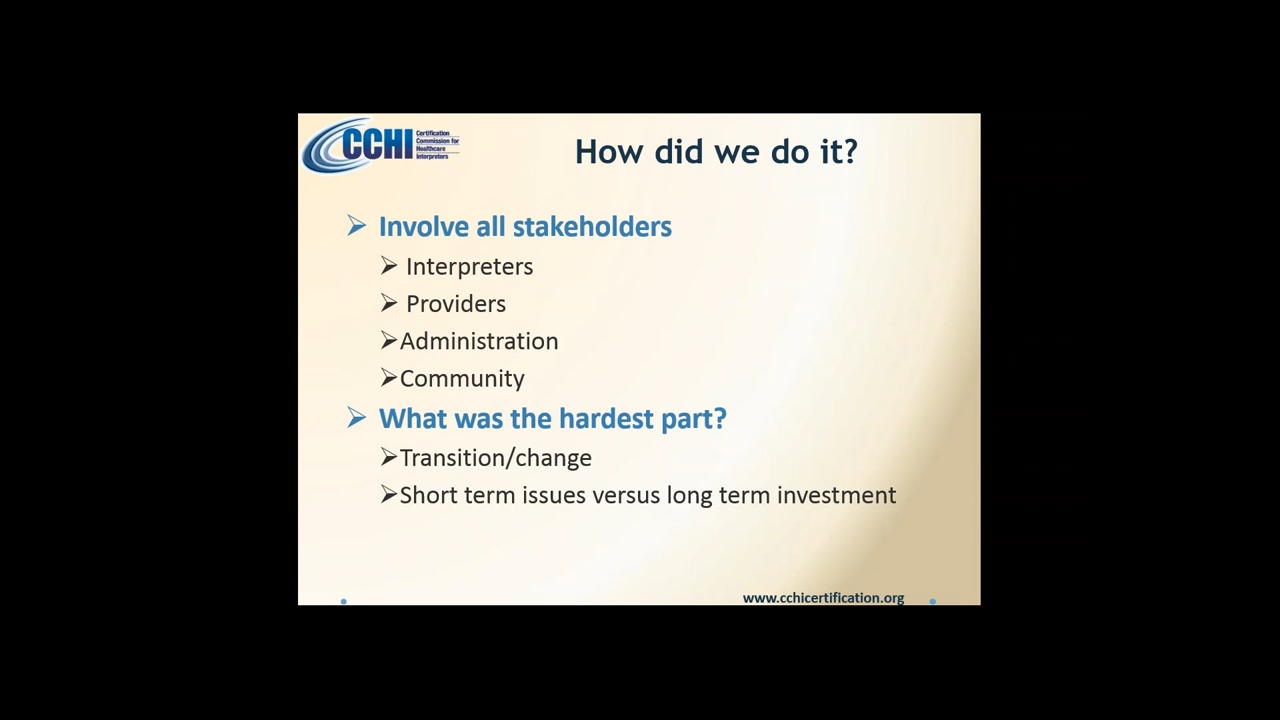 CCHI
Certification
Commission for
Healthcare
Interpreters
How did we do it?
Involve all stakeholders
Interpreters
Providers
Administration
Community
What was the hardest part?
Transition/change
Short term issues versus long term investment
www.cchicertification.org